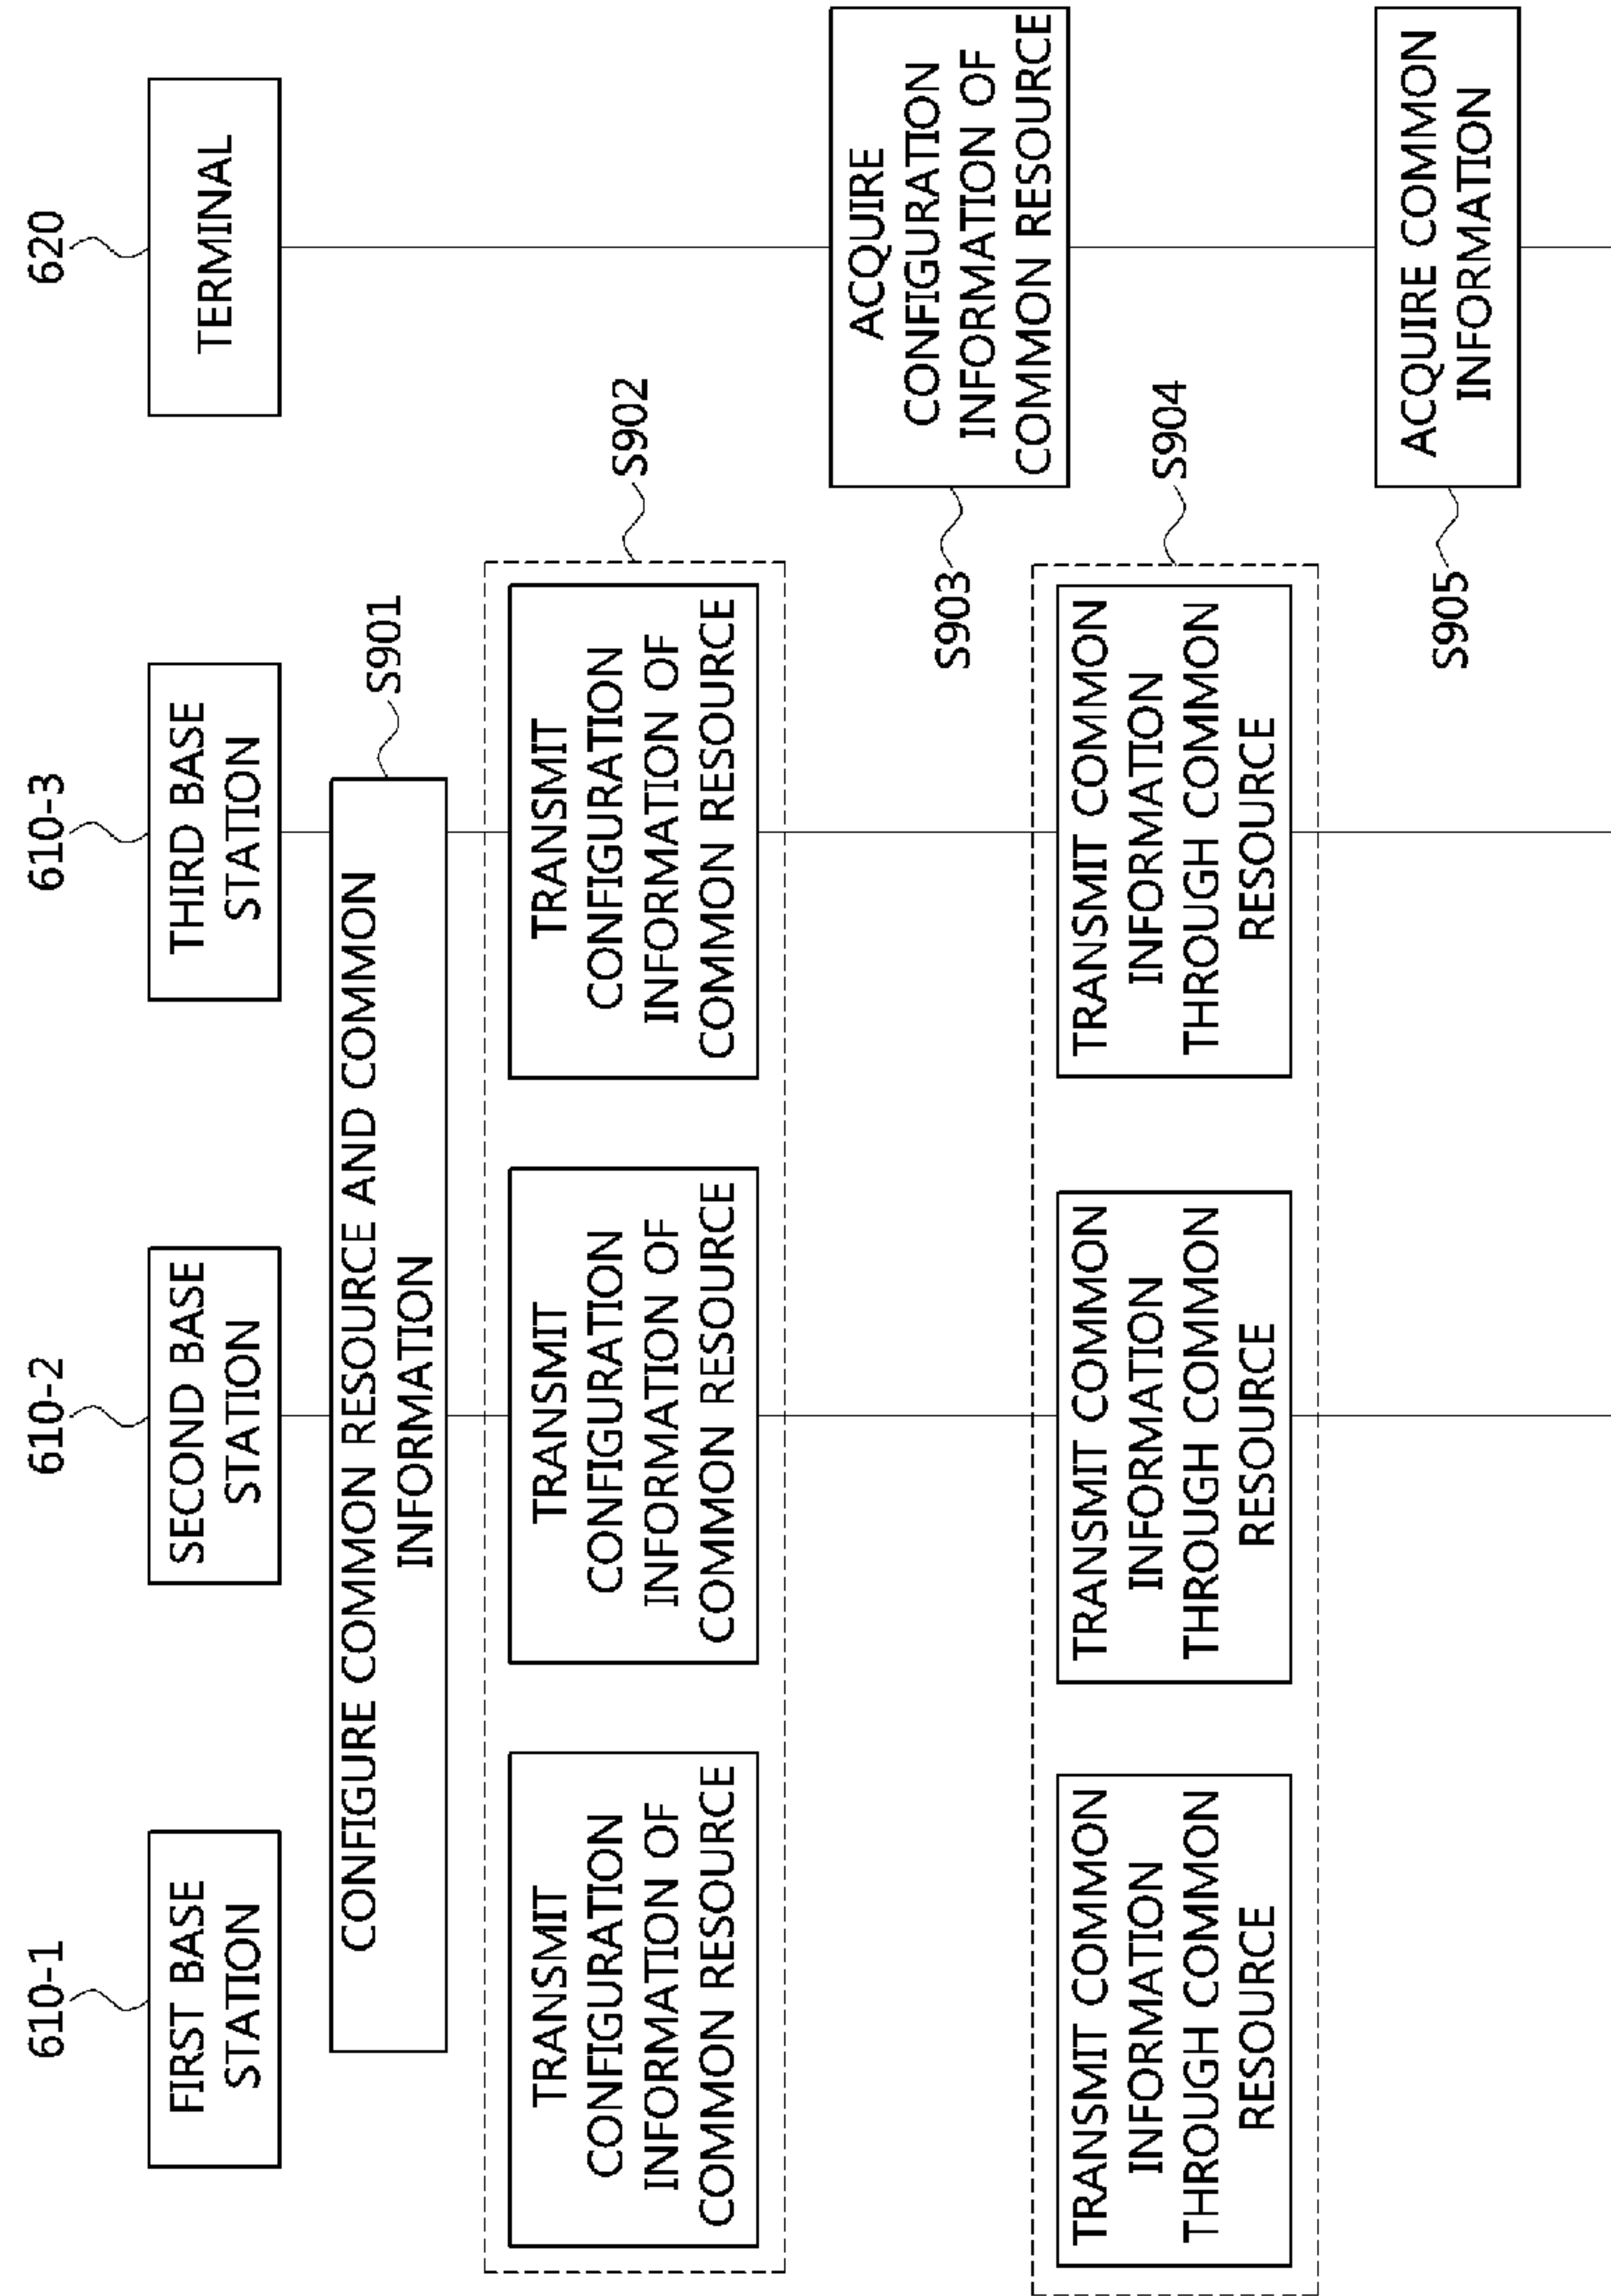 610-1
610-2
610-3
620
FIRST BASE
STATION
SECOND BASE
STATION
THIRD BASE
STATION
TERMINAL
CONFIGURE COMMON RESOURCE AND COMMON
INFORMATION
S901
TRANSMIT
CONFIGURATION
INFORMATION OF
COMMON RESOURCE
TRANSMIT
CONFIGURATION
INFORMATION OF
COMMON RESOURCE
TRANSMIT
CONFIGURATION
INFORMATION OF
COMMON RESOURCE
S902
S903
ACQUIRE
CONFIGURATION
INFORMATION OF
COMMON RESOURCE
TRANSMIT COMMON
INFORMATION
THROUGH COMMON
RESOURCE
TRANSMIT COMMON
INFORMATION
THROUGH COMMON
RESOURCE
TRANSMIT COMMON
INFORMATION
THROUGH COMMON
RESOURCE
S904
S905
ACQUIRE COMMON
INFORMATION